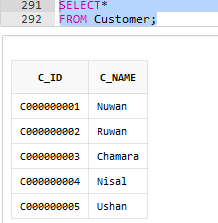 291 SELECT*
292 FROM Customer;
C_ID C_NAME
C000000001 Nuwan
C000000002 Ruwan
C000000003 Chamara
C000000004 Nisal
C000000005 Ushan